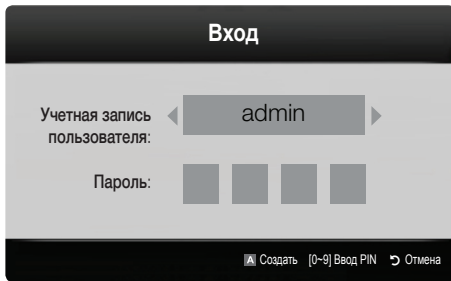 Вход
Учетная запись
пользователя:
admin
Пароль:
A Создать [0~9] Ввод PIN Отмена